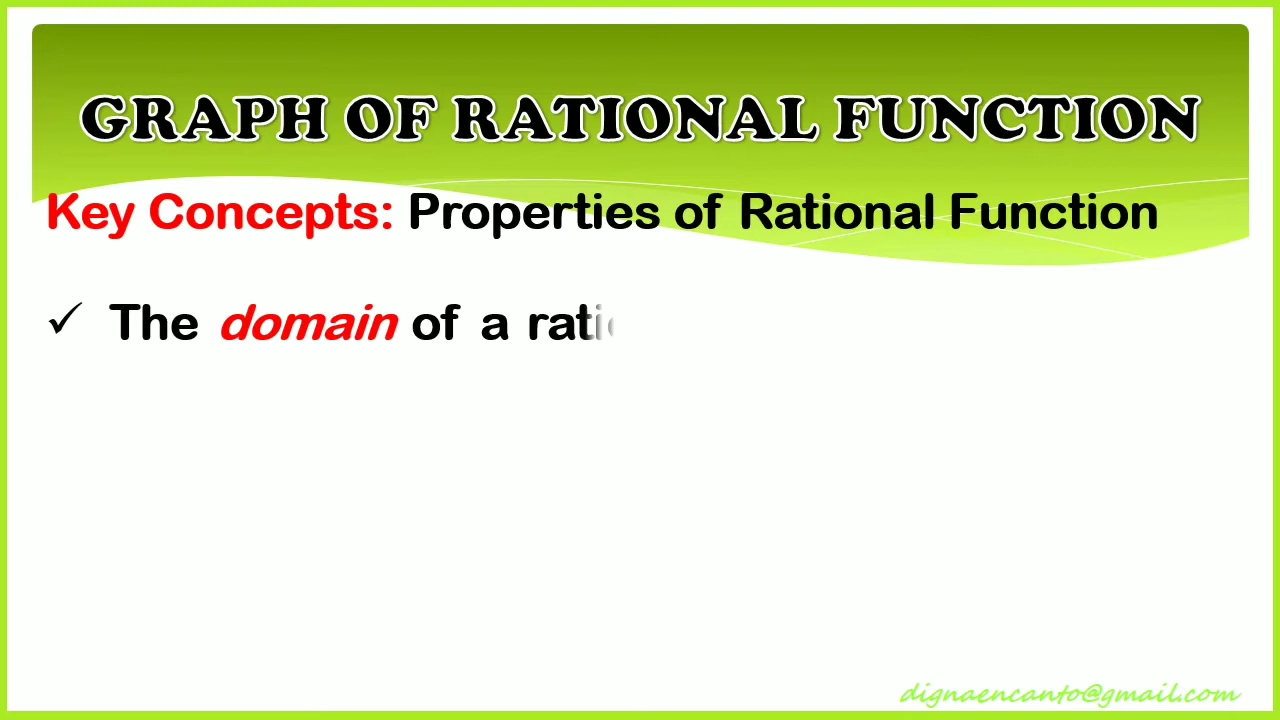 GRAPH OF RATIONAL FUNCTION
Key Concepts: Properties of Rational Function
✓ The domain of a rati
dignaencanto@gmail.com